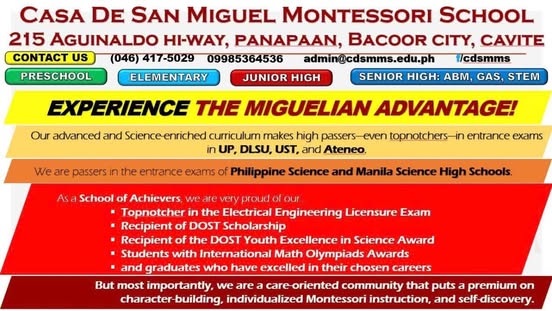 CASA DE SAN MIGUEL MONTESSORI SCHOOL
215 AGUINALDO HI-WAY, PANAPAAN, BACOOR CITY, CAVITE
CONTACT US (046) 417-5029 09985364536 admin@cdsmms.edu.ph f/cdsmms
PRESCHOOL ELEMENTARY JUNIOR HIGH SENIOR HIGH: ABM, GAS, STEM
EXPERIENCE THE MIGUELIAN ADVANTAGE!
Our advanced and Science-enriched curriculum makes high passers—even topnotchers—in entrance exams
in UP, DLSU, UST, and Ateneo.
We are passers in the entrance exams of Philippine Science and Manila Science High Schools.
As a School of Achievers, we are very proud of our
▪ Topnotcher in the Electrical Engineering Licensure Exam
▪ Recipient of DOST Scholarship
▪ Recipient of the DOST Youth Excellence in Science Award
▪ Students with International Math Olympiads Awards
▪ and graduates who have excelled in their chosen careers
But most importantly, we are a care-oriented community that puts a premium on
character-building, individualized Montessori instruction, and self-discovery.